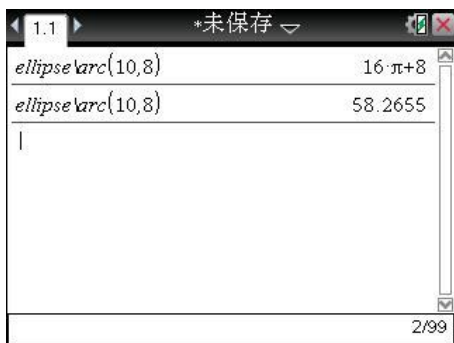 1.1 *未保存
ellipse\arc(10,8) 16·π+8
ellipse\arc(10,8) 58.2655
2/99